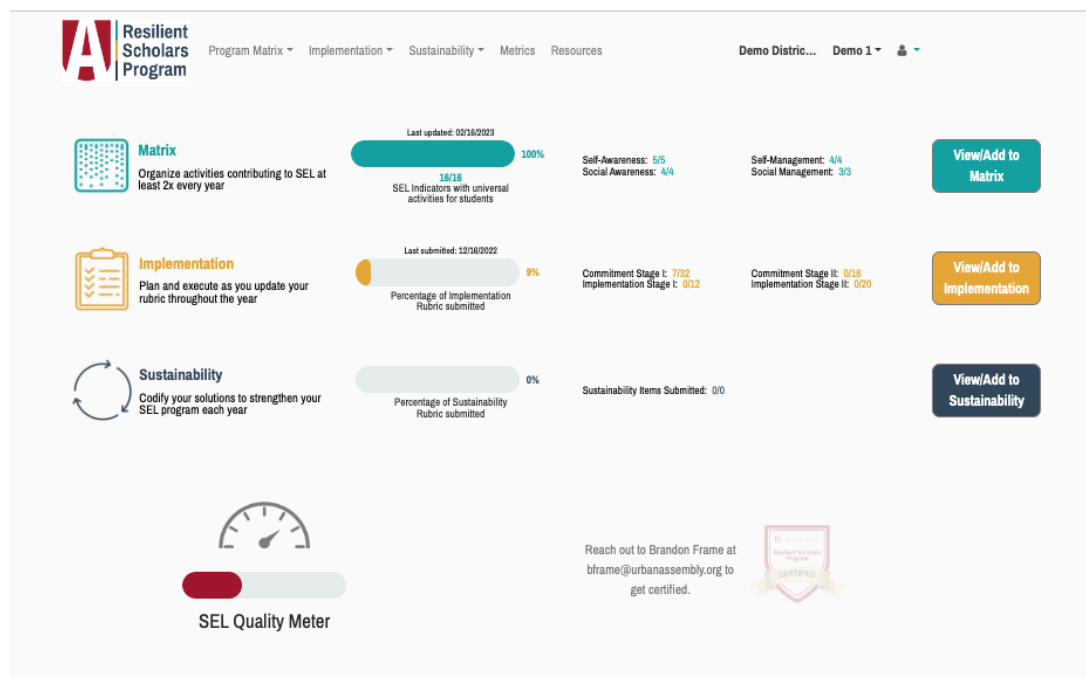 Resilient
Scholars
Program
Program Matrix Implementation Sustainability Metrics Resources Demo Distric... Demo 1
Matrix
Organize activities contributing to SEL at
least 2x every year
Last updated: 02/16/2023
100%
16/16
SEL Indicators with universal
activities for students
Self-Awareness: 5/5
Social Awareness: 4/4
Self-Management: 4/4
Social Management: 3/3
View/Add to
Matrix
Implementation
Plan and execute as you update your
rubric throughout the year
Last submitted: 12/16/2022
9%
Percentage of Implementation
Rubric submitted
Commitment Stage I: 7/32
Implementation Stage I: 0/12
Commitment Stage II: 0/16
Implementation Stage II: 0/20
View/Add to
Implementation
Sustainability
Codify your solutions to strengthen your
SEL program each year
0%
Percentage of Sustainability
Rubric submitted
Sustainability Items Submitted: 0/0
View/Add to
Sustainability
SEL Quality Meter
Reach out to Brandon Frame at
bframe@urbanassembly.org to
get certified.
Resilient Scholars
Program
CERTIFIED